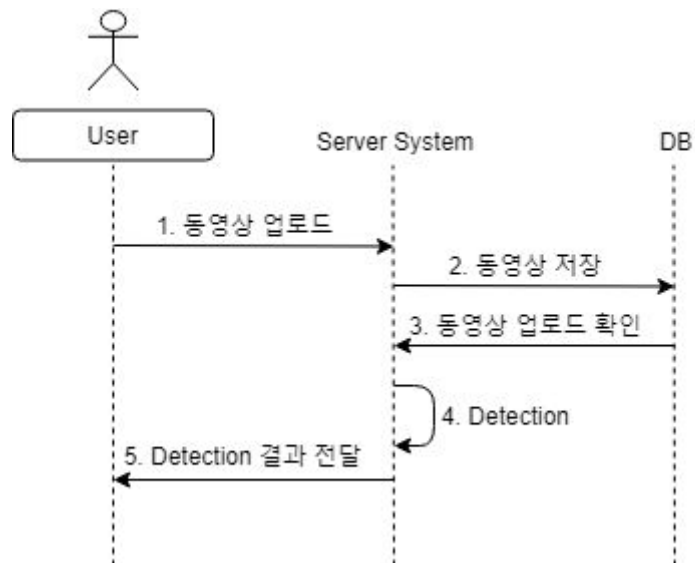 User
Server System
DB
1. 동영상 업로드
2. 동영상 저장
3. 동영상 업로드 확인
4. Detection
5. Detection 결과 전달